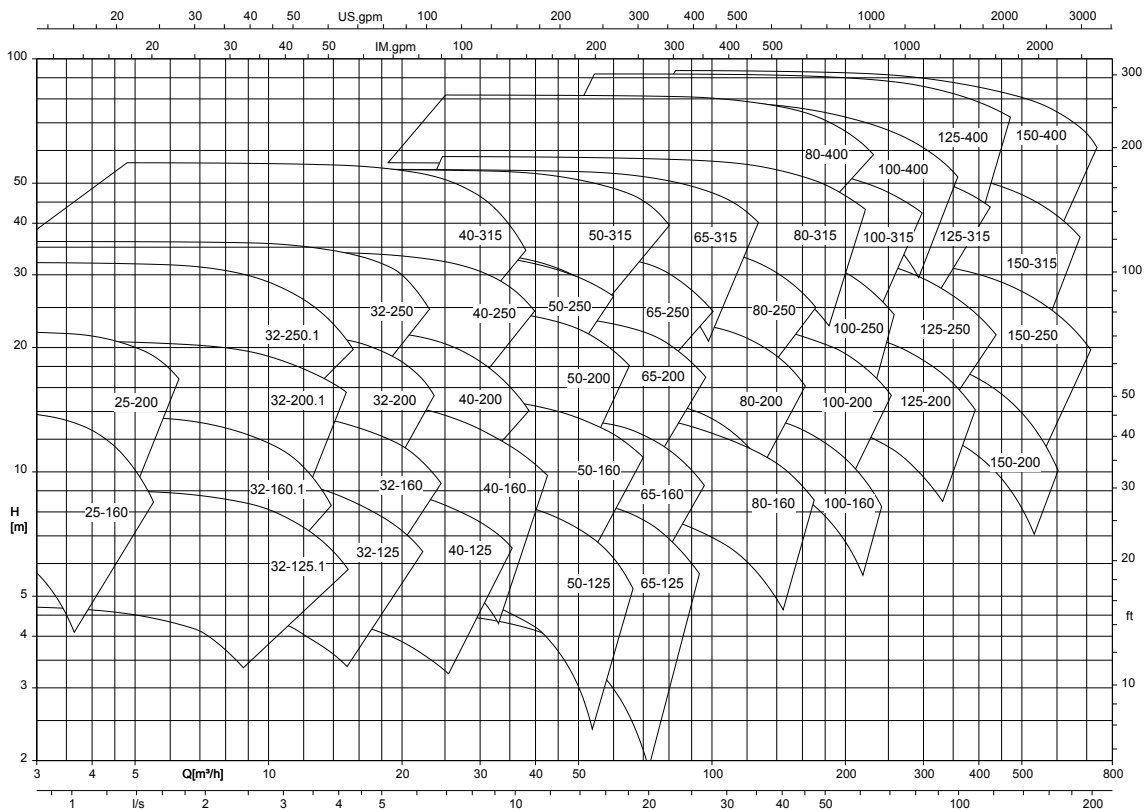 20 30 40 50 US.gpm 100 200 300 400 500 1000 2000 3000
20 30 40 50 IM.gpm 100 200 300 400 500 1000 2000
100 300
125-400 150-400
80-400 200
100-400
50
40 40-315 50-315 65-315 80-315 100-315 125-315
150-315
30 100
32-250 40-250 50-250 65-250 80-250
32-250.1 100-250 125-250 150-250
20
50-200 65-200
25-200 32-200.1 32-200 40-200 80-200 100-200 125-200 50
40
10 50-160 150-200
32-160.1 32-160 40-160 65-160 30
H
[m]
25-160 80-160 100-160
32-125.1 32-125 40-125 20
50-125 65-125
5
ft
4
3 10
2
3 4 5 Q[m³/h] 10 20 30 40 50 100 200 300 500 800
1 l/s 2 3 4 5 10 20 30 40 50 100 200